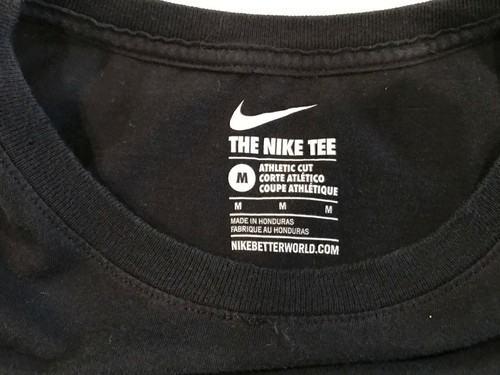 THE NIKE TEE
M
ATHLETIC CUT
CORTE ATLÉTICO
COUPE ATHLÉTIQUE
M M M
MADE IN HONDURAS
FABRIQUE AU HONDURAS
NIKEBETTERWORLD.COM